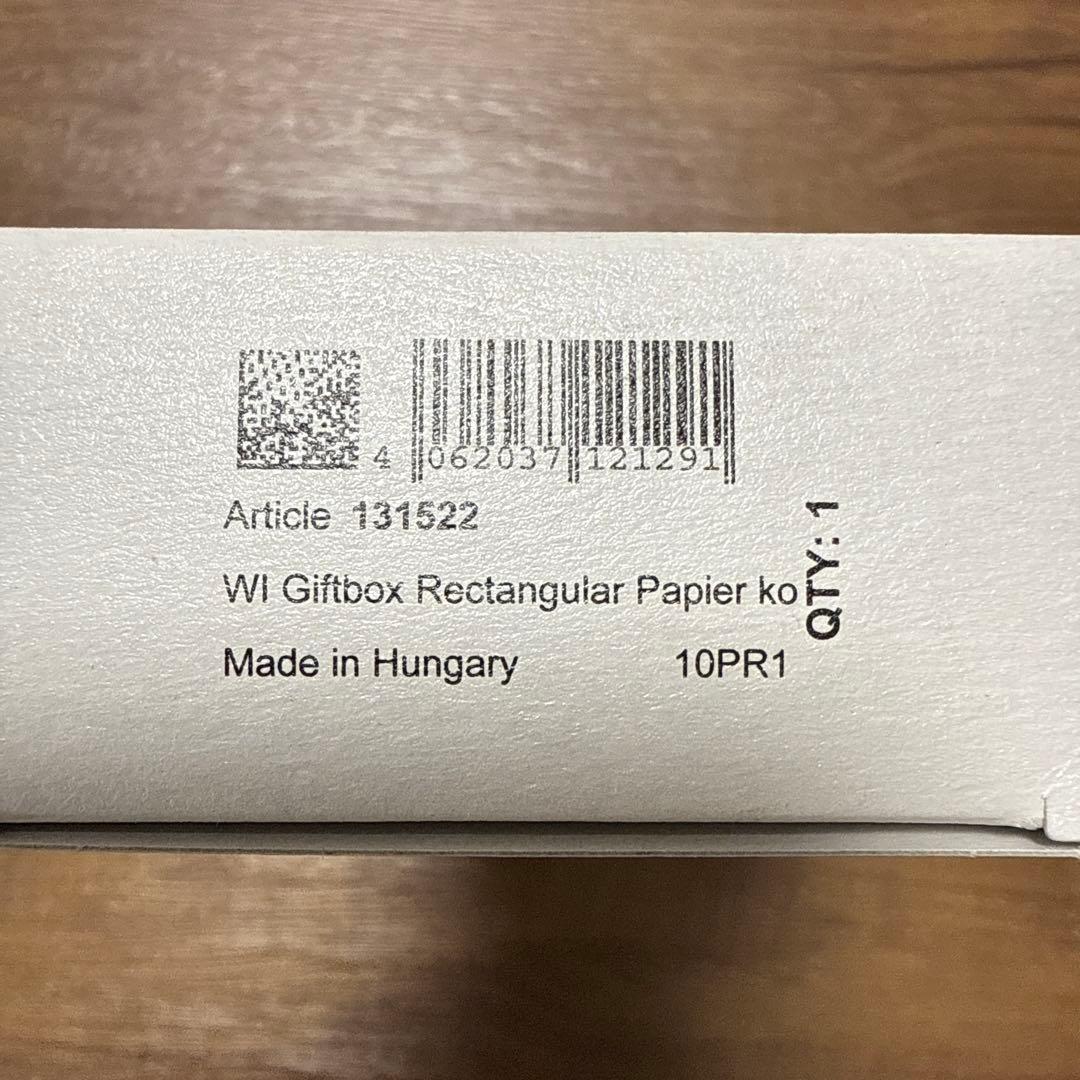 4 062037 121291
Article 131522
WI Giftbox Rectangular Papier ko
Made in Hungary 10PR1
QTY: 1